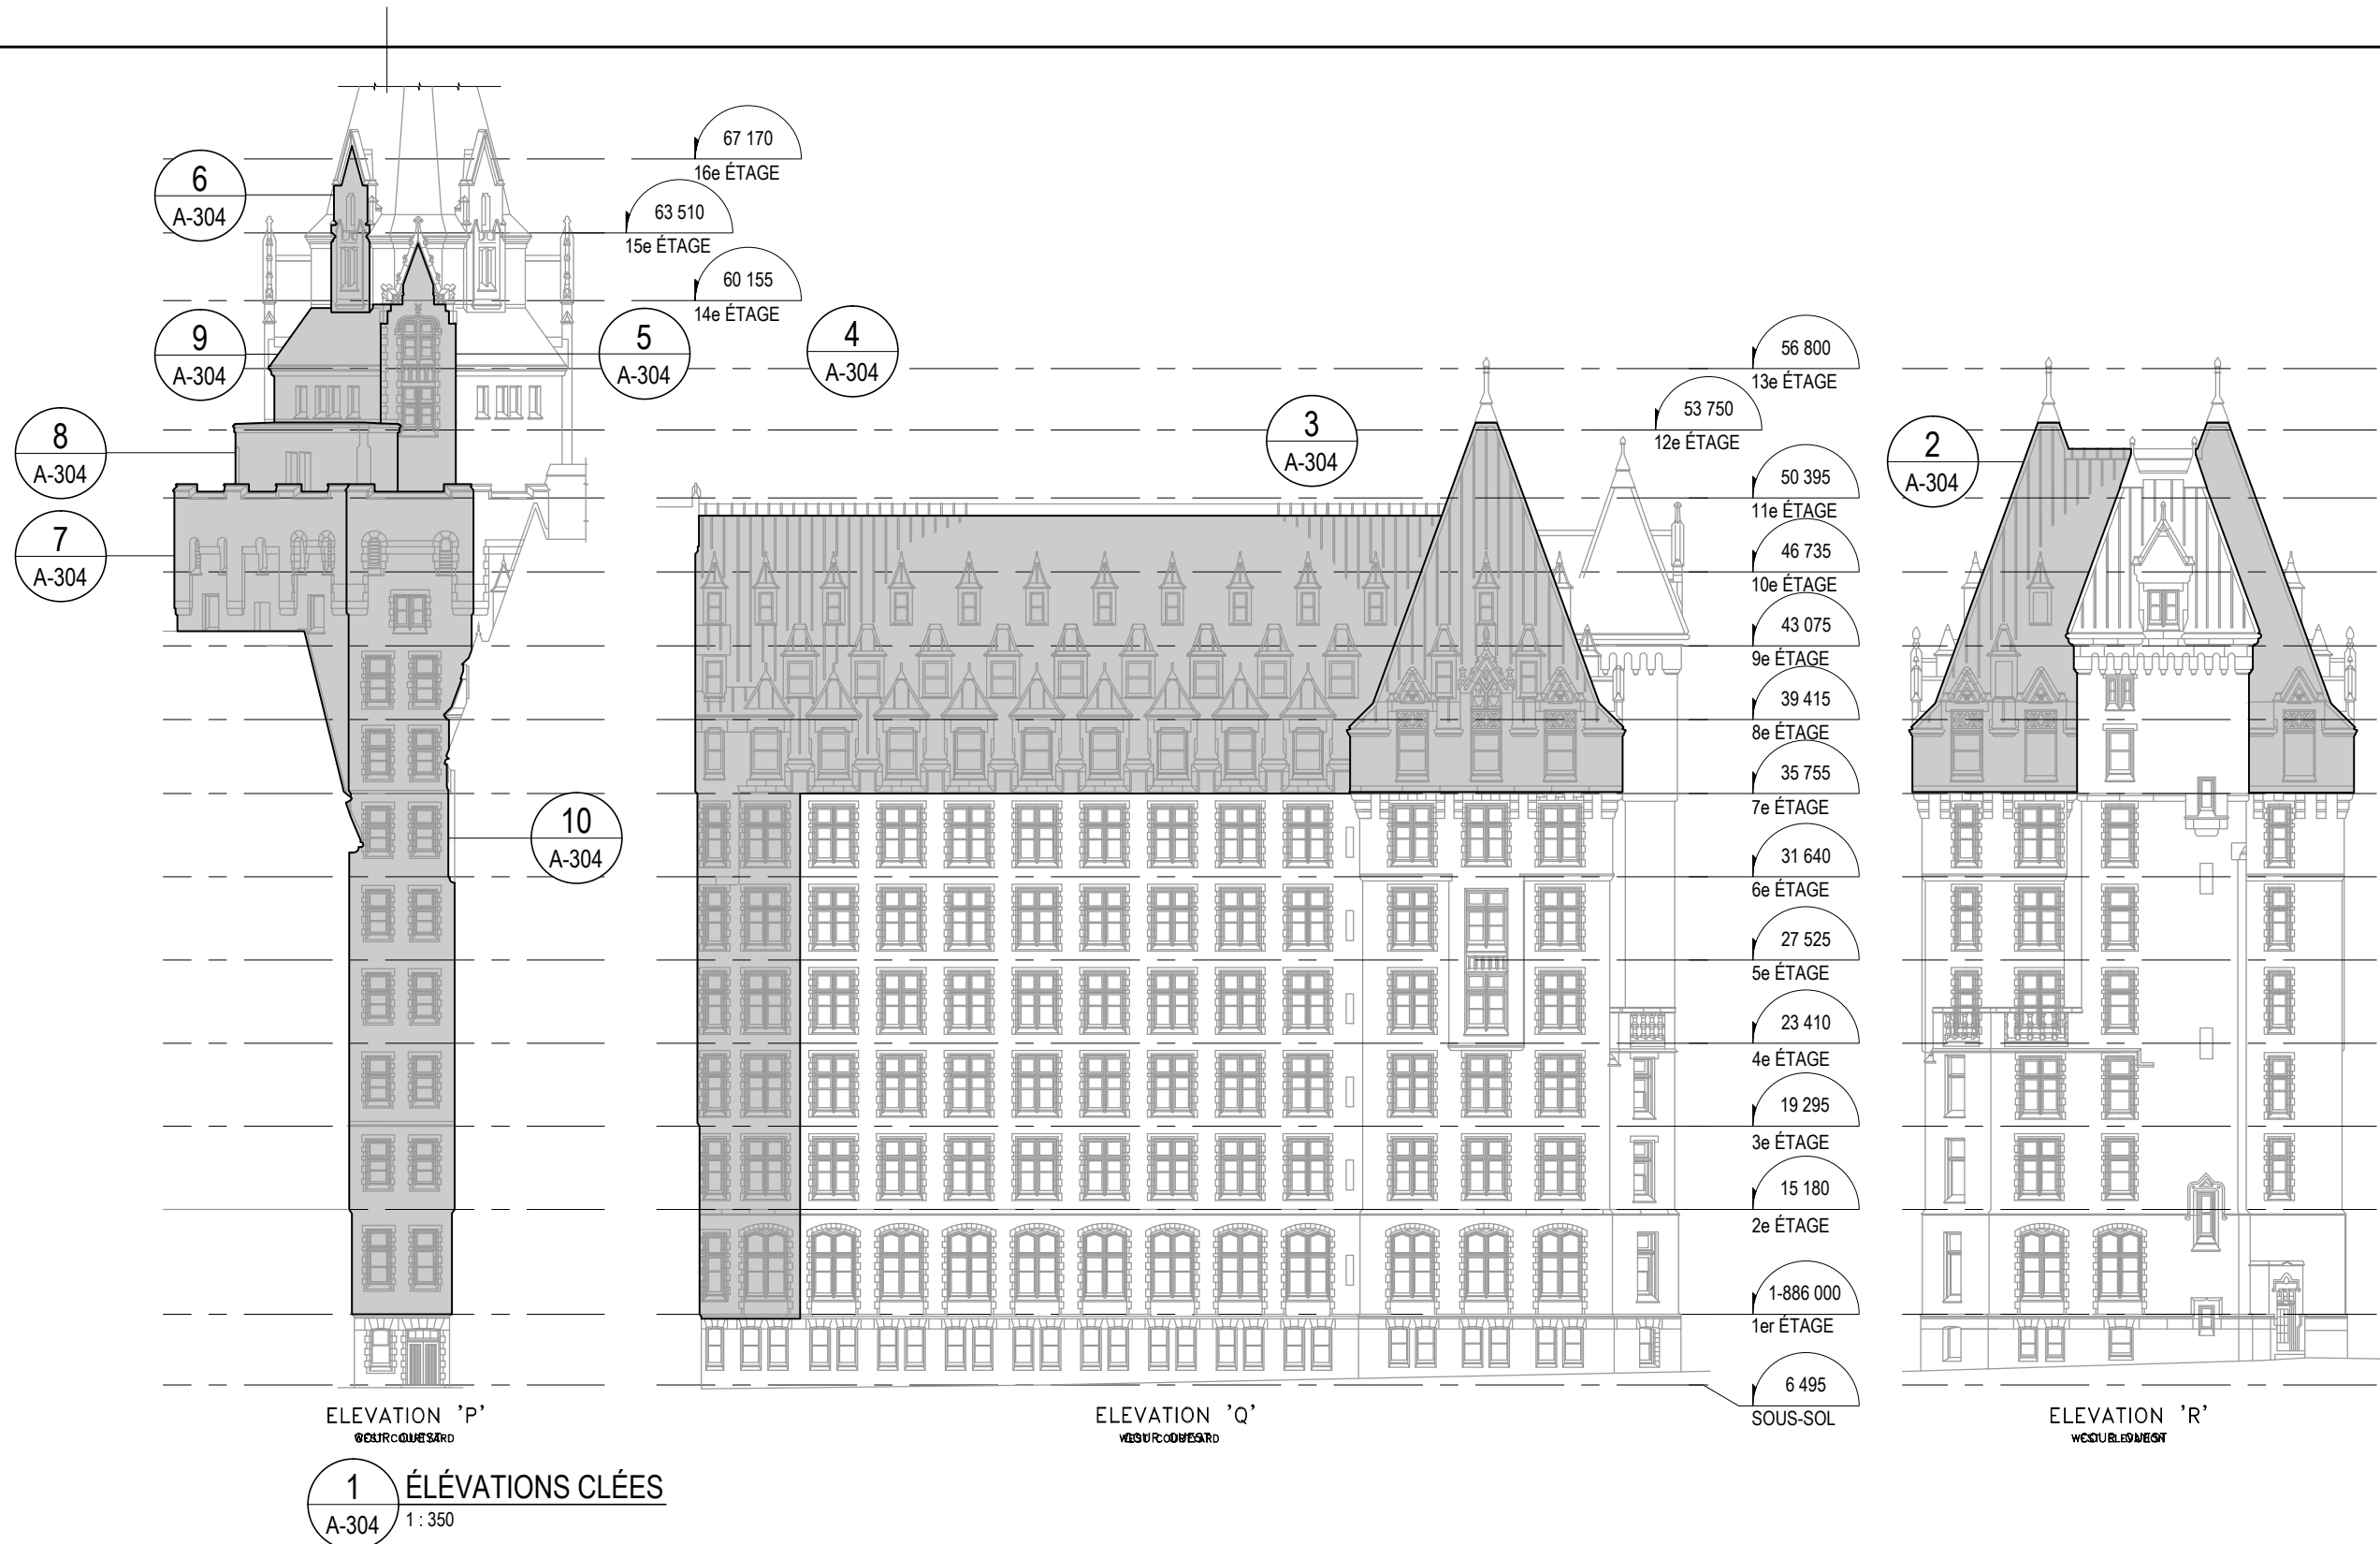 67 170
16e ÉTAGE
6
A-304
63 510
15e ÉTAGE
60 155
14e ÉTAGE
9
A-304
5
A-304
4
A-304
56 800
13e ÉTAGE
8
A-304
3
A-304
53 750
12e ÉTAGE
2
A-304
50 395
11e ÉTAGE
7
A-304
46 735
10e ÉTAGE
43 075
9e ÉTAGE
39 415
8e ÉTAGE
35 755
7e ÉTAGE
10
A-304
31 640
6e ÉTAGE
27 525
5e ÉTAGE
23 410
4e ÉTAGE
19 295
3e ÉTAGE
15 180
2e ÉTAGE
1-886 000
1er ÉTAGE
6 495
SOUS-SOL
ELEVATION 'P'
ELEVATION 'Q'
ELEVATION 'R'
1
A-304
ÉLÉVATIONS CLÉES
1 : 350